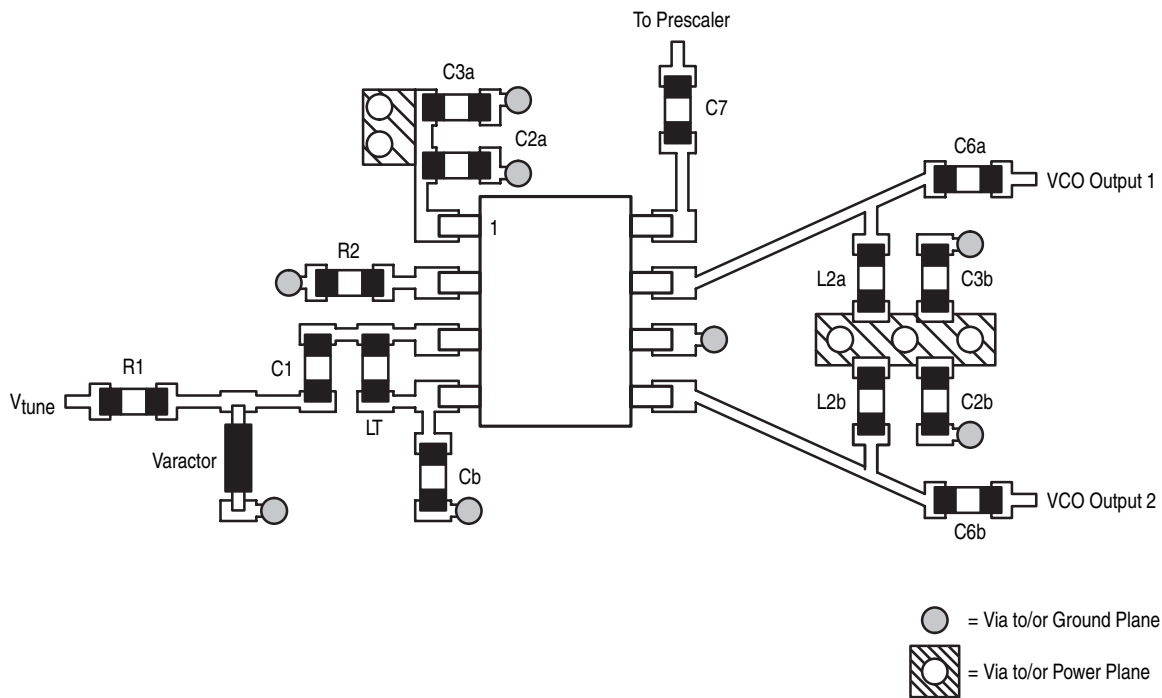 To Prescaler
C3a
C7
C2a
C6a
VCO Output 1
1
R2
L2a
C3b
R1
C1
Vtune
LT
L2b
C2b
Varactor
Cb
VCO Output 2
C6b
= Via to/or Ground Plane
= Via to/or Power Plane